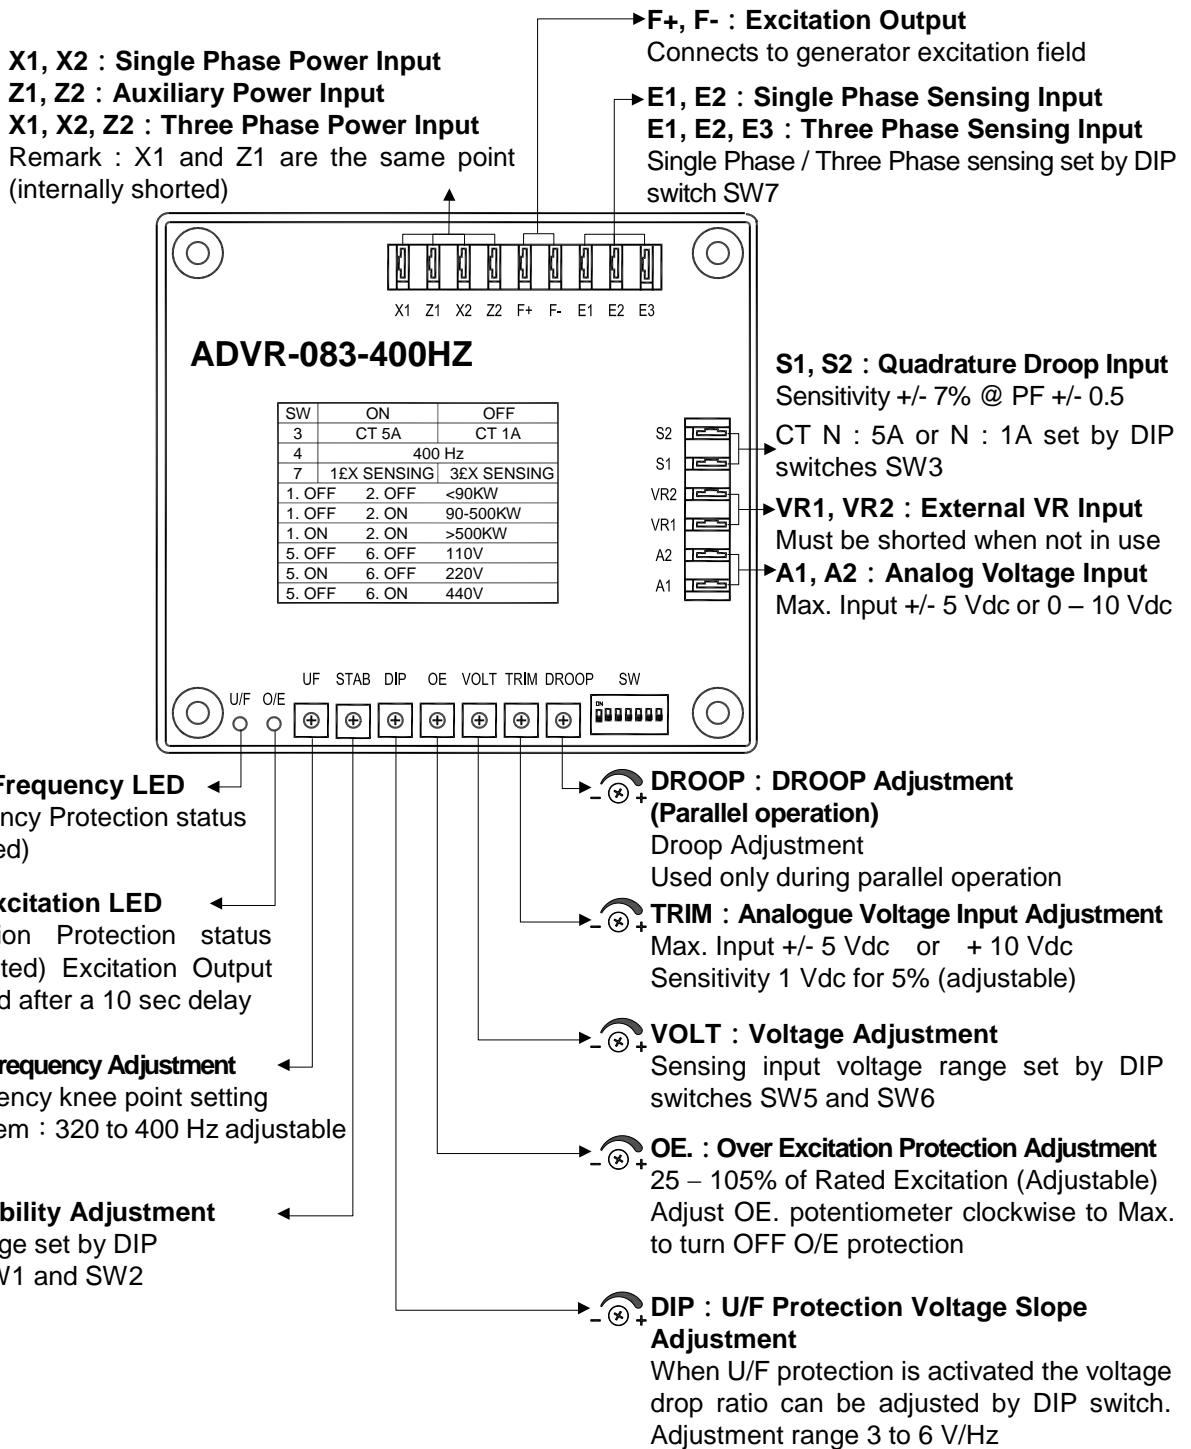 F+, F- : Excitation Output
Connects to generator excitation field
X1, X2 : Single Phase Power Input
Z1, Z2 : Auxiliary Power Input
X1, X2, Z2 : Three Phase Power Input
Remark : X1 and Z1 are the same point
(internally shorted)
E1, E2 : Single Phase Sensing Input
E1, E2, E3 : Three Phase Sensing Input
Single Phase / Three Phase sensing set by DIP
switch SW7
X1 Z1 X2 Z2 F+ F- E1 E2 E3
ADVR-083-400HZ
SW ON OFF
3 CT 5A CT 1A
4 400 Hz
7 1£X SENSING 3£X SENSING
1. OFF 2. OFF <90KW
1. OFF 2. ON 90-500KW
1. ON 2. ON >500KW
5. OFF 6. OFF 110V
5. ON 6. OFF 220V
5. OFF 6. ON 440V
S2
S1
VR2
VR1
A2
A1
S1, S2 : Quadrature Droop Input
Sensitivity +/- 7% @ PF +/- 0.5
CT N : 5A or N : 1A set by DIP
switches SW3
VR1, VR2 : External VR Input
Must be shorted when not in use
A1, A2 : Analog Voltage Input
Max. Input +/- 5 Vdc or 0 – 10 Vdc
U/F O/E UF STAB DIP OE VOLT TRIM DROOP SW
ON
Frequency LED
ncy Protection status
ed)
xcitation LED
ion Protection status
ted) Excitation Output
d after a 10 sec delay
requency Adjustment
ency knee point setting
em : 320 to 400 Hz adjustable
bility Adjustment
ge set by DIP
W1 and SW2
- +
DROOP : DROOP Adjustment
(Parallel operation)
Droop Adjustment
Used only during parallel operation
- +
TRIM : Analogue Voltage Input Adjustment
Max. Input +/- 5 Vdc or + 10 Vdc
Sensitivity 1 Vdc for 5% (adjustable)
- +
VOLT : Voltage Adjustment
Sensing input voltage range set by DIP
switches SW5 and SW6
- +
OE. : Over Excitation Protection Adjustment
25 – 105% of Rated Excitation (Adjustable)
Adjust OE. potentiometer clockwise to Max.
to turn OFF O/E protection
- +
DIP : U/F Protection Voltage Slope
Adjustment
When U/F protection is activated the voltage
drop ratio can be adjusted by DIP switch.
Adjustment range 3 to 6 V/Hz